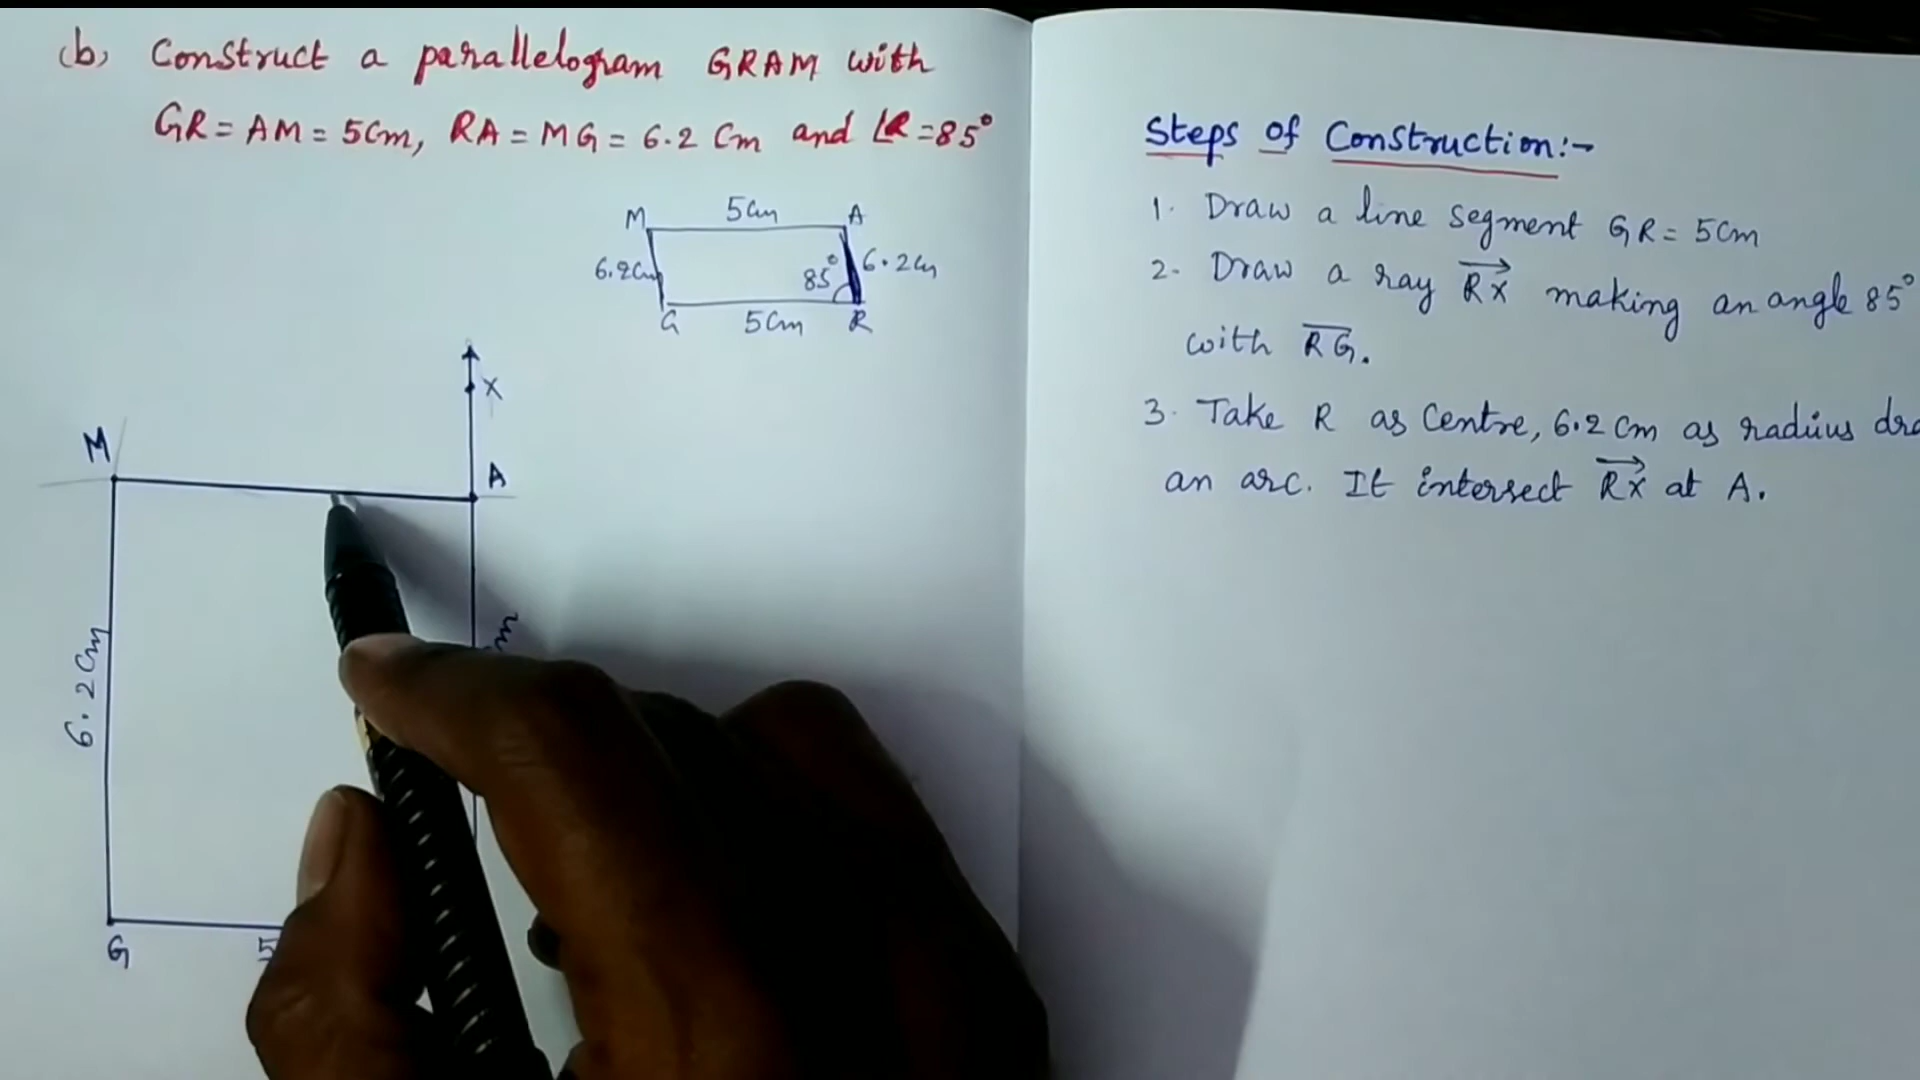 (b) Construct a parallelogram GRAM with
GR = AM = 5cm, RA = MG = 6.2 cm and ∠R = 85°
M 5cm A
6.2cm 85° 6.2cm
G 5cm R
X
M
A
6.2cm
G 5
Steps of Construction:-
1. Draw a line segment GR = 5cm
2. Draw a ray RX making an angle 85°
with RG.
3. Take R as Centre, 6.2 cm as radius
an arc. It intersect RX at A.